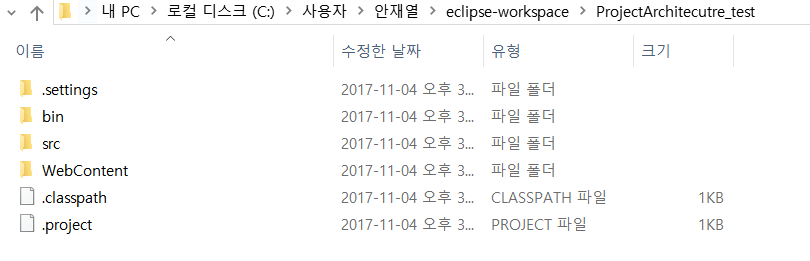 내 PC > 로컬 디스크 (C:) > 사용자 > 안재열 > eclipse-workspace > ProjectArchitecutre_test
이름 수정한 날짜 유형 크기
.settings 2017-11-04 오후 3... 파일 폴더
bin 2017-11-04 오후 3... 파일 폴더
src 2017-11-04 오후 3... 파일 폴더
WebContent 2017-11-04 오후 3... 파일 폴더
.classpath 2017-11-04 오후 3... CLASSPATH 파일 1KB
.project 2017-11-04 오후 3... PROJECT 파일 1KB